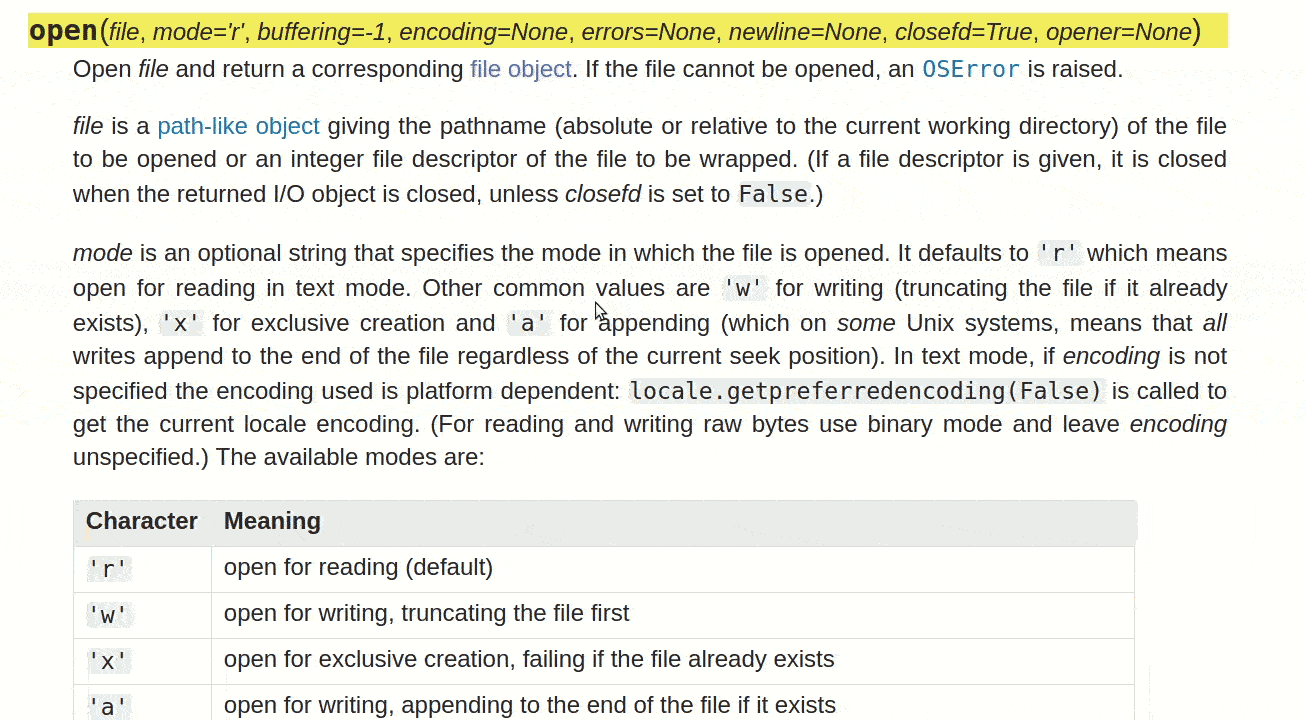 open(file, mode='r', buffering=-1, encoding=None, errors=None, newline=None, closefd=True, opener=None)
Open file and return a corresponding file object. If the file cannot be opened, an OSError is raised.
file is a path-like object giving the pathname (absolute or relative to the current working directory) of the file
to be opened or an integer file descriptor of the file to be wrapped. (If a file descriptor is given, it is closed
when the returned I/O object is closed, unless closefd is set to False.)
mode is an optional string that specifies the mode in which the file is opened. It defaults to 'r' which means
open for reading in text mode. Other common values are 'w' for writing (truncating the file if it already
exists), 'x' for exclusive creation and 'a' for appending (which on some Unix systems, means that all
writes append to the end of the file regardless of the current seek position). In text mode, if encoding is not
specified the encoding used is platform dependent: locale.getpreferredencoding(False) is called to
get the current locale encoding. (For reading and writing raw bytes use binary mode and leave encoding
unspecified.) The available modes are:
Character Meaning
'r' open for reading (default)
'w' open for writing, truncating the file first
'x' open for exclusive creation, failing if the file already exists
'a' open for writing, appending to the end of the file if it exists